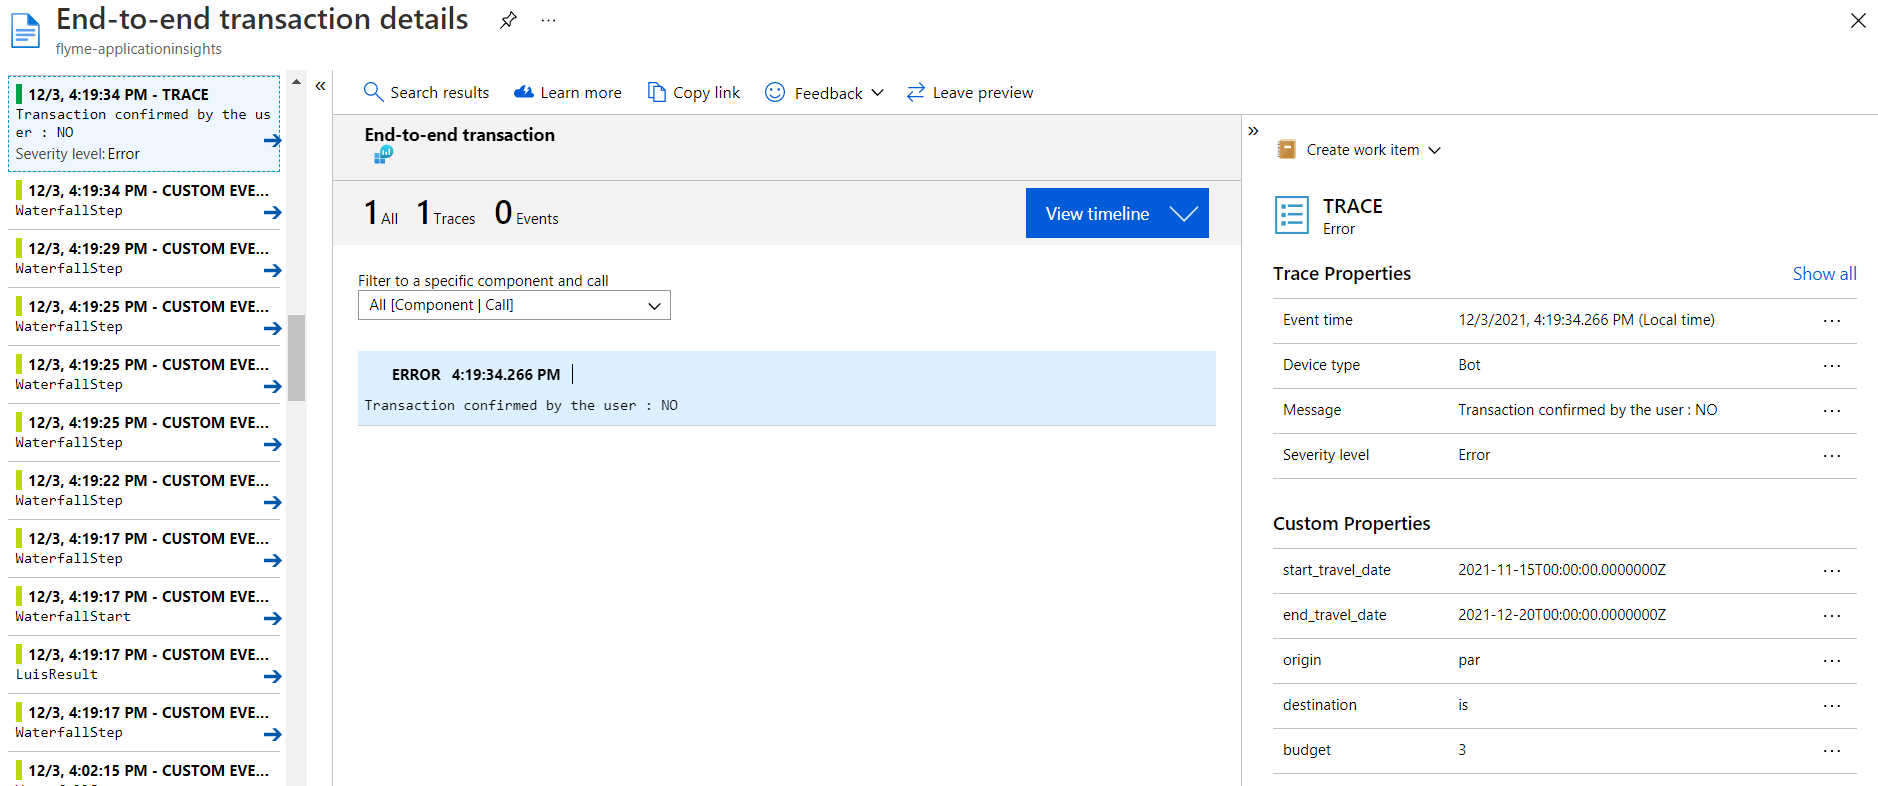 End-to-end transaction details
flyme-applicationinsights
12/3, 4:19:34 PM - TRACE
Transaction confirmed by the us
er : NO
Severity level: Error
12/3, 4:19:34 PM - CUSTOM EVE...
WaterfallStep
12/3, 4:19:29 PM - CUSTOM EVE...
WaterfallStep
12/3, 4:19:25 PM - CUSTOM EVE...
WaterfallStep
12/3, 4:19:25 PM - CUSTOM EVE...
WaterfallStep
12/3, 4:19:25 PM - CUSTOM EVE...
WaterfallStep
12/3, 4:19:22 PM - CUSTOM EVE...
WaterfallStep
12/3, 4:19:17 PM - CUSTOM EVE...
WaterfallStep
12/3, 4:19:17 PM - CUSTOM EVE...
WaterfallStart
12/3, 4:19:17 PM - CUSTOM EVE...
LuisResult
12/3, 4:19:17 PM - CUSTOM EVE...
WaterfallStep
12/3, 4:02:15 PM - CUSTOM EVE...
Search results Learn more Copy link Feedback Leave preview
End-to-end transaction
1 All 1 Traces 0 Events
View timeline
Filter to a specific component and call
All [Component | Call]
ERROR 4:19:34.266 PM
Transaction confirmed by the user : NO
Create work item
TRACE
Error
Trace Properties Show all
Event time 12/3/2021, 4:19:34.266 PM (Local time) ...
Device type Bot ...
Message Transaction confirmed by the user : NO ...
Severity level Error ...
Custom Properties
start_travel_date 2021-11-15T00:00:00.0000000Z ...
end_travel_date 2021-12-20T00:00:00.0000000Z ...
origin par ...
destination is ...
budget 3 ...